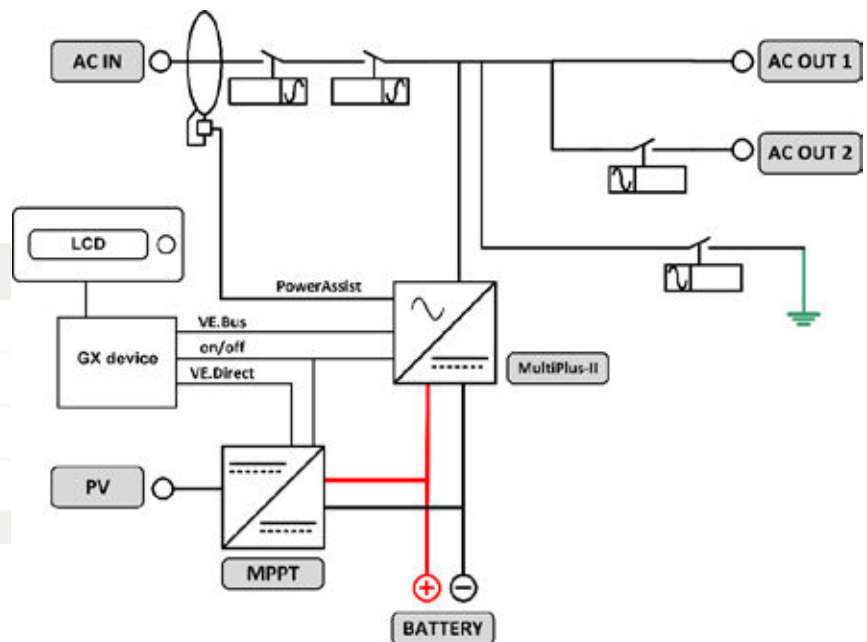 AC IN
AC OUT 1
AC OUT 2
LCD
PowerAssist
VE.Bus
GX device
on/off
MultiPlus-II
VE.Direct
PV
MPPT
BATTERY